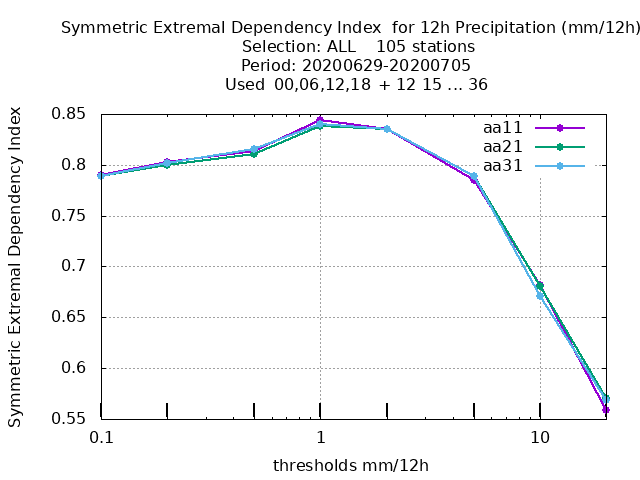 Symmetric Extremal Dependency Index  for 12h Precipitation (mm/12h)
Selection: ALL    105 stations
Period: 20200629-20200705
Used  00,06,12,18  + 12 15 ... 36
Symmetric Extremal Dependency Index
0.85
0.8
0.75
0.7
0.65
0.6
0.55
aa11
aa21
aa31
0.1
1
10
thresholds mm/12h